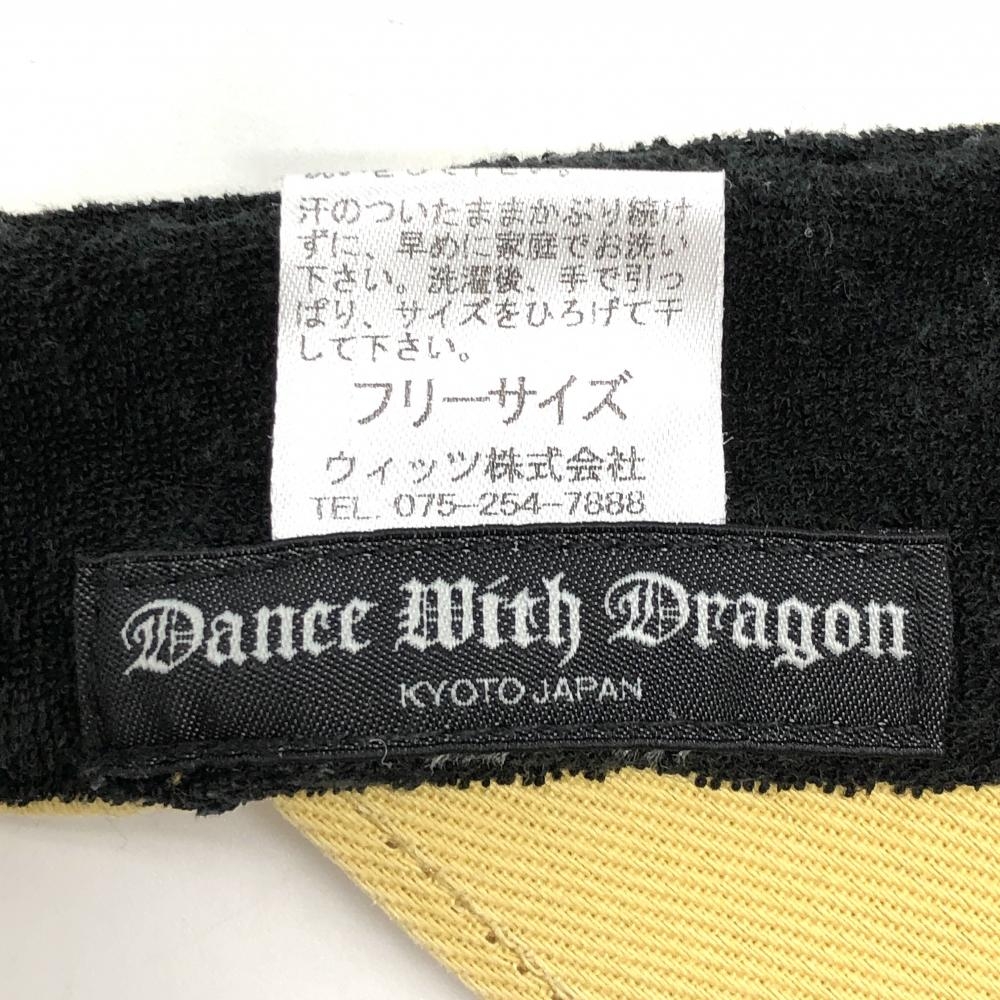 汗のついたままかぶり続け
ずに、早めに家庭でお洗い
下さい。洗濯後、手で引っ
ぱり、サイズをひろげて干
して下さい。
フリーサイズ
ウィッツ株式会社
TEL. 075-254-7888
Dance With Dragon
KYOTO JAPAN